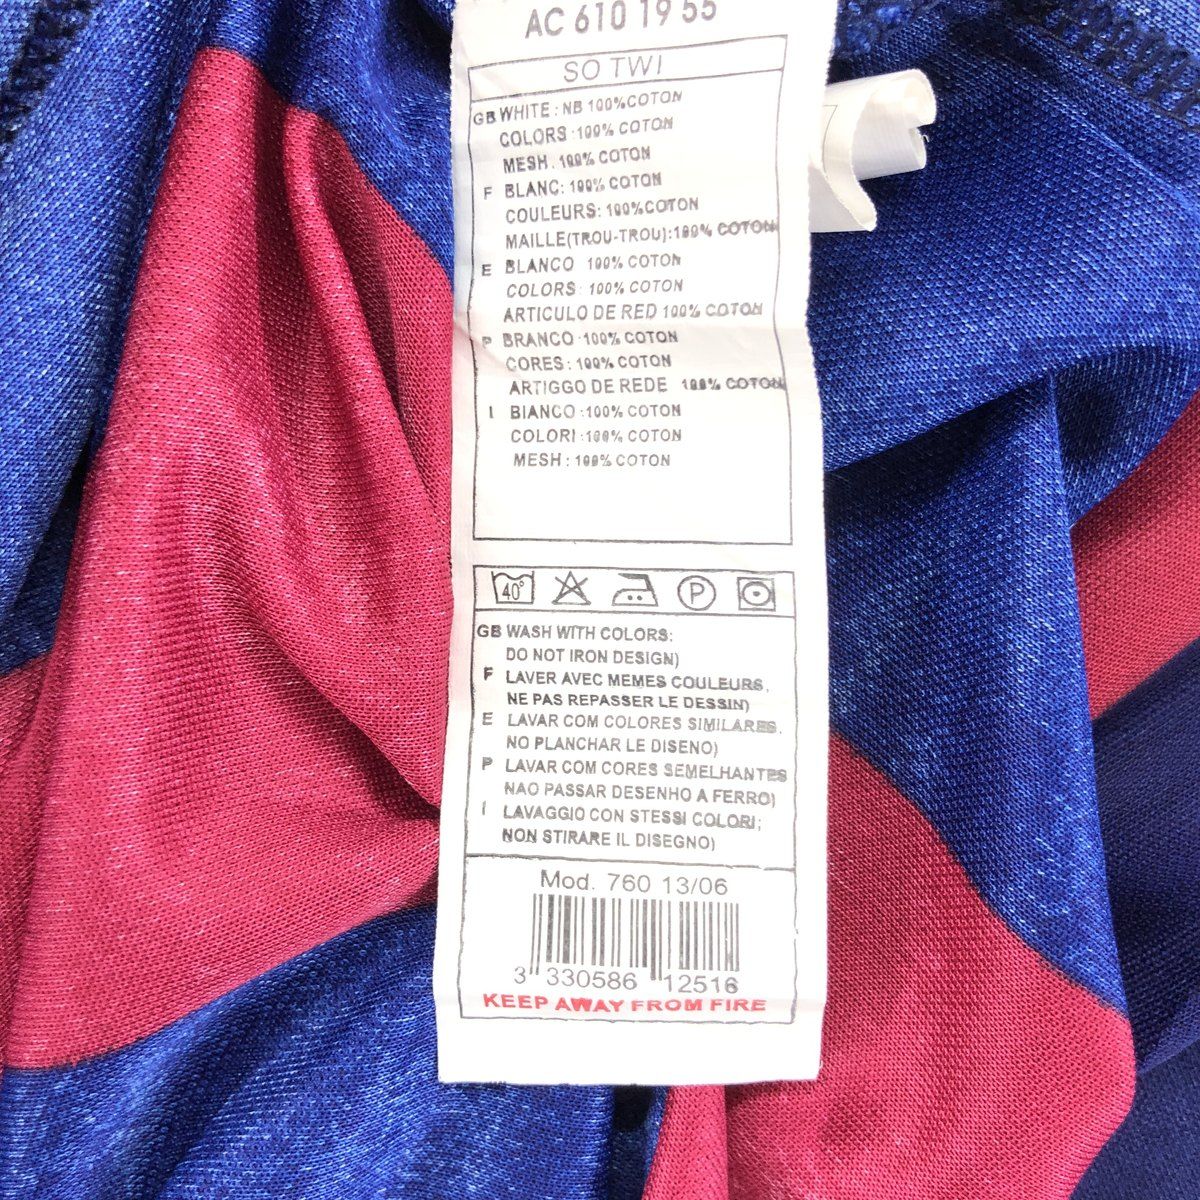 AC 610 19 55
SO TWI
GB WHITE : NB 100%COTON
COLORS :100% COTON
MESH . 100% COTON
F BLANC: 100% COTON
COULEURS: 100%COTON
MAILLE(TROU-TROU):100% COTON
E BLANCO 100% COTON
COLORS: 100% COTON
ARTICULO DE RED 100% COTON
P BRANCO :100% COTON
CORES : 100% COTON
ARTIGGO DE REDE 100% COTON
I BIANCO :100% COTON
COLORI :100% COTON
MESH : 100% COTON
40°
P
GB WASH WITH COLORS:
DO NOT IRON DESIGN)
F LAVER AVEC MEMES COULEURS,
NE PAS REPASSER LE DESSIN)
E LAVAR COM COLORES SIMILARES,
NO PLANCHAR LE DISENO)
P LAVAR COM CORES SEMELHANTES
NAO PASSAR DESENHO A FERRO)
I LAVAGGIO CON STESSI COLORI;
NON STIRARE IL DISEGNO)
Mod. 760 13/06
3 330586 12516
KEEP AWAY FROM FIRE